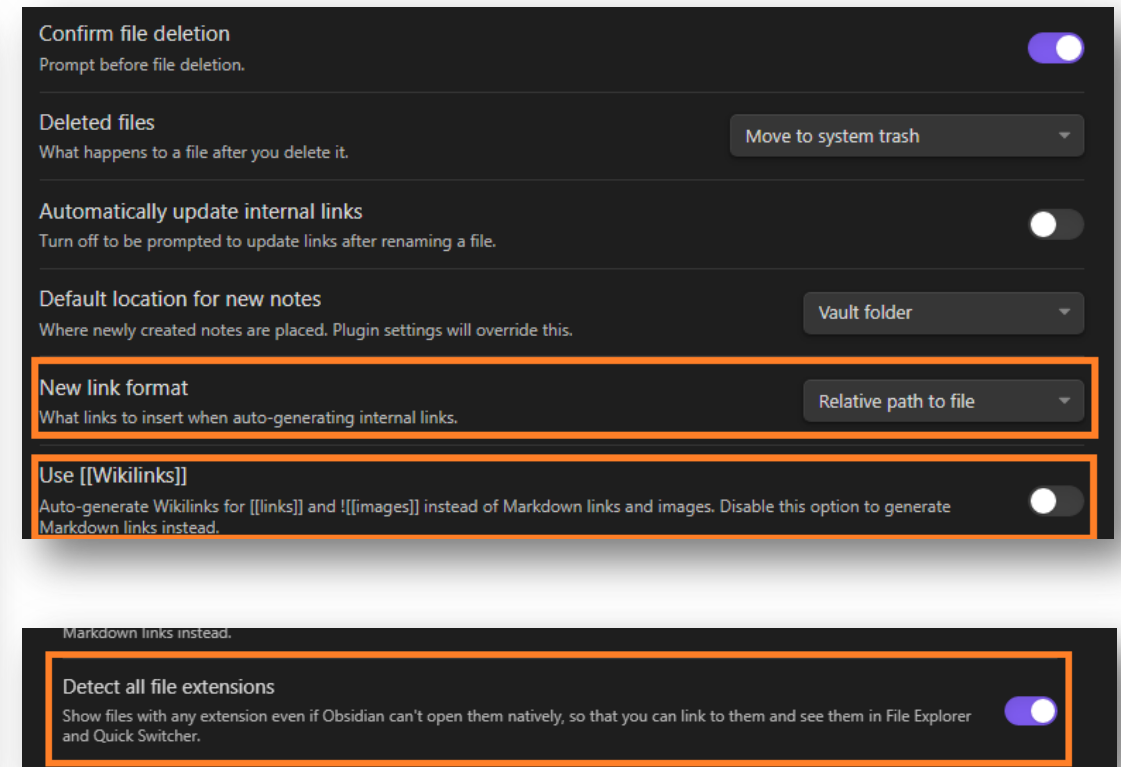 Confirm file deletion
Prompt before file deletion.
Deleted files
What happens to a file after you delete it.
Move to system trash
Automatically update internal links
Turn off to be prompted to update links after renaming a file.
Default location for new notes
Where newly created notes are placed. Plugin settings will override this.
Vault folder
New link format
What links to insert when auto-generating internal links.
Relative path to file
Use [[Wikilinks]]
Auto-generate Wikilinks for [[links]] and ![[images]] instead of Markdown links and images. Disable this option to generate
Markdown links instead.
Markdown links instead.
Detect all file extensions
Show files with any extension even if Obsidian can't open them natively, so that you can link to them and see them in File Explorer
and Quick Switcher.